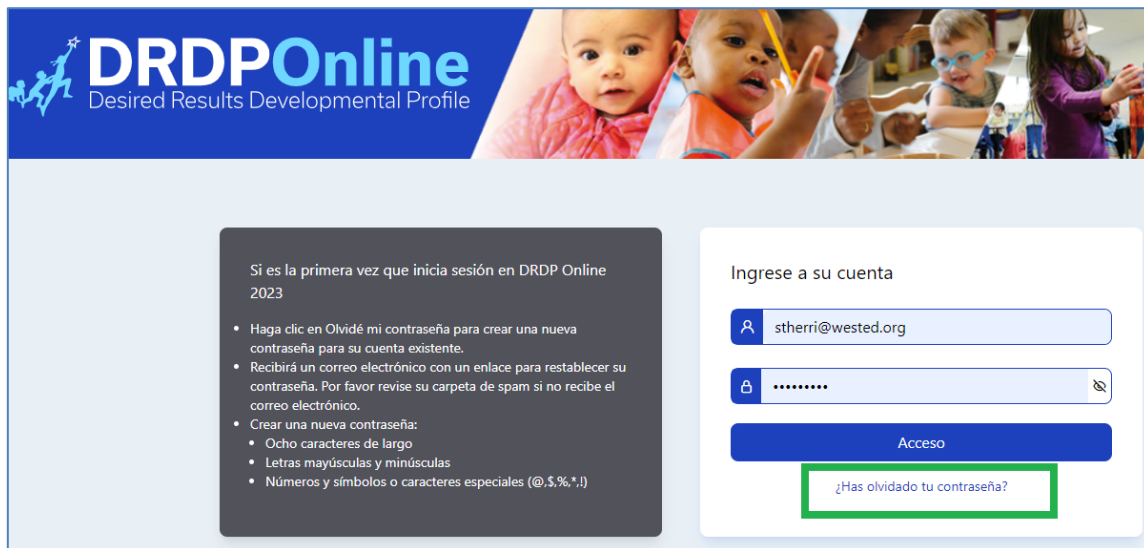 DRDPOnline
Desired Results Developmental Profile
Si es la primera vez que inicia sesión en DRDP Online
2023
• Haga clic en Olvidé mi contraseña para crear una nueva
contraseña para su cuenta existente.
• Recibirá un correo electrónico con un enlace para restablecer su
contraseña. Por favor revise su carpeta de spam si no recibe el
correo electrónico.
• Crear una nueva contraseña:
• Ocho caracteres de largo
• Letras mayúsculas y minúsculas
• Números y símbolos o caracteres especiales (@,$,%,*,!)
Ingrese a su cuenta
stherri@wested.org
•••••••••
Acceso
¿Has olvidado tu contraseña?